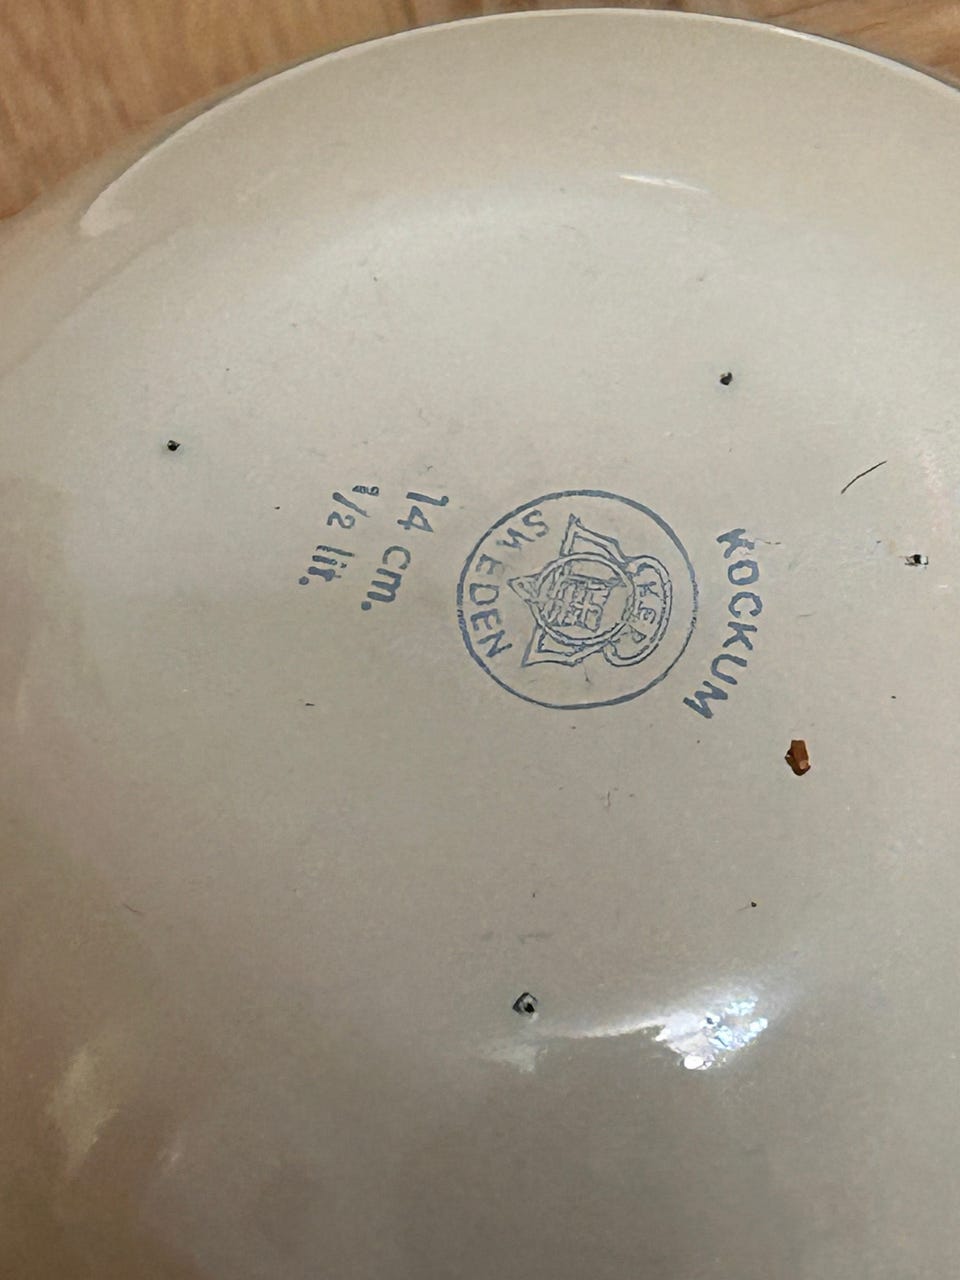 KOCKUM
SWEDEN
14 cm.
1/2 lit.